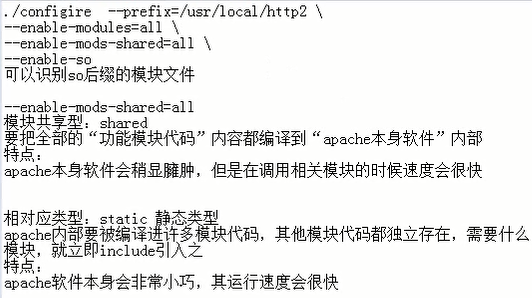 ./configire  --prefix=/usr/local/http2 \
--enable-modules=all \
--enable-mods-shared=all \
--enable-so
可以识别so后缀的模块文件
--enable-mods-shared=all
模块共享型：shared
要把全部的“功能模块代码”内容都编译到“apache本身软件”内部
特点：
apache本身软件会稍显臃肿，但是在调用相关模块的时候速度会很快
相对应类型：static 静态类型
apache内部要被编译进许多模块代码，其他模块代码都独立存在，需要什么
模块，就立即include引入之
特点：
apache软件本身会非常小巧，其运行速度会很快